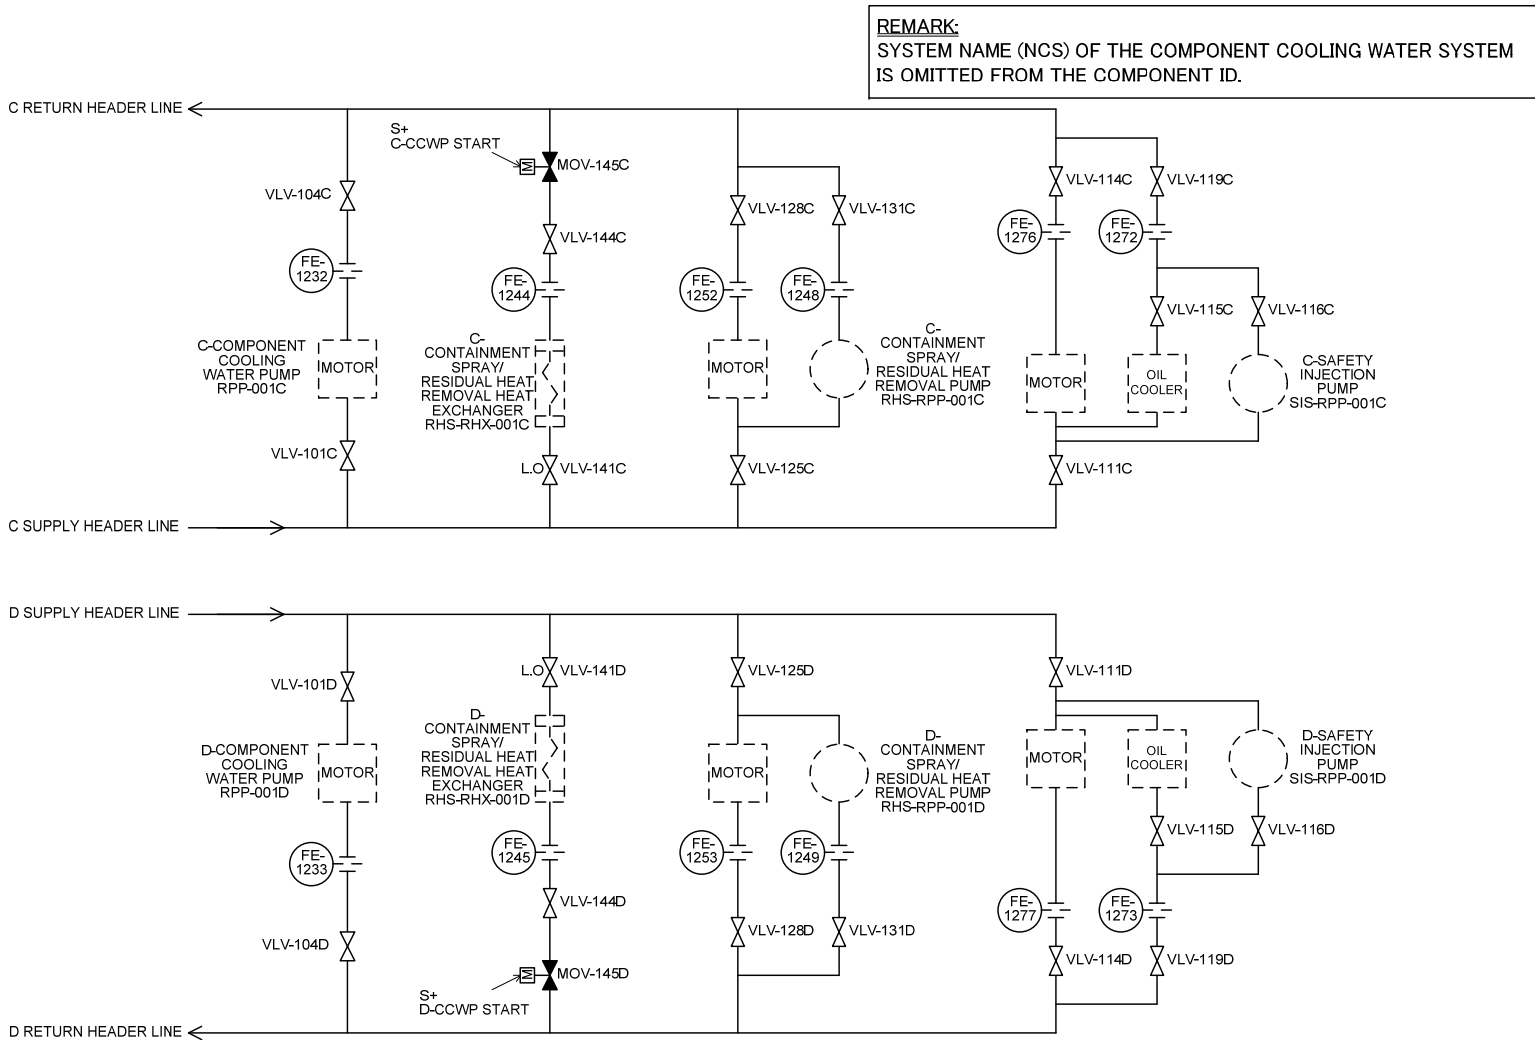 REMARK:
SYSTEM NAME (NCS) OF THE COMPONENT COOLING WATER SYSTEM
IS OMITTED FROM THE COMPONENT ID.
C RETURN HEADER LINE
S+
C-CCWP START
M
MOV-145C
VLV-104C
VLV-144C
VLV-128C
VLV-131C
VLV-114C
VLV-119C
FE-
1232
FE-
1244
FE-
1252
FE-
1248
FE-
1276
FE-
1272
VLV-115C
VLV-116C
C-COMPONENT
COOLING
WATER PUMP
RPP-001C
MOTOR
C-
CONTAINMENT
SPRAY/
RESIDUAL HEAT
REMOVAL HEAT
EXCHANGER
RHS-RHX-001C
MOTOR
C-
CONTAINMENT
SPRAY/
RESIDUAL HEAT
REMOVAL PUMP
RHS-RPP-001C
MOTOR
OIL
COOLER
C-SAFETY
INJECTION
PUMP
SIS-RPP-001C
VLV-101C
L.O
VLV-141C
VLV-125C
VLV-111C
C SUPPLY HEADER LINE
D SUPPLY HEADER LINE
VLV-101D
L.O
VLV-141D
VLV-125D
VLV-111D
D-COMPONENT
COOLING
WATER PUMP
RPP-001D
MOTOR
D-
CONTAINMENT
SPRAY/
RESIDUAL HEAT
REMOVAL HEAT
EXCHANGER
RHS-RHX-001D
MOTOR
D-
CONTAINMENT
SPRAY/
RESIDUAL HEAT
REMOVAL PUMP
RHS-RPP-001D
MOTOR
OIL
COOLER
D-SAFETY
INJECTION
PUMP
SIS-RPP-001D
VLV-115D
VLV-116D
FE-
1233
FE-
1245
FE-
1253
FE-
1249
FE-
1277
FE-
1273
VLV-104D
VLV-144D
VLV-128D
VLV-131D
VLV-114D
VLV-119D
M
MOV-145D
S+
D-CCWP START
D RETURN HEADER LINE